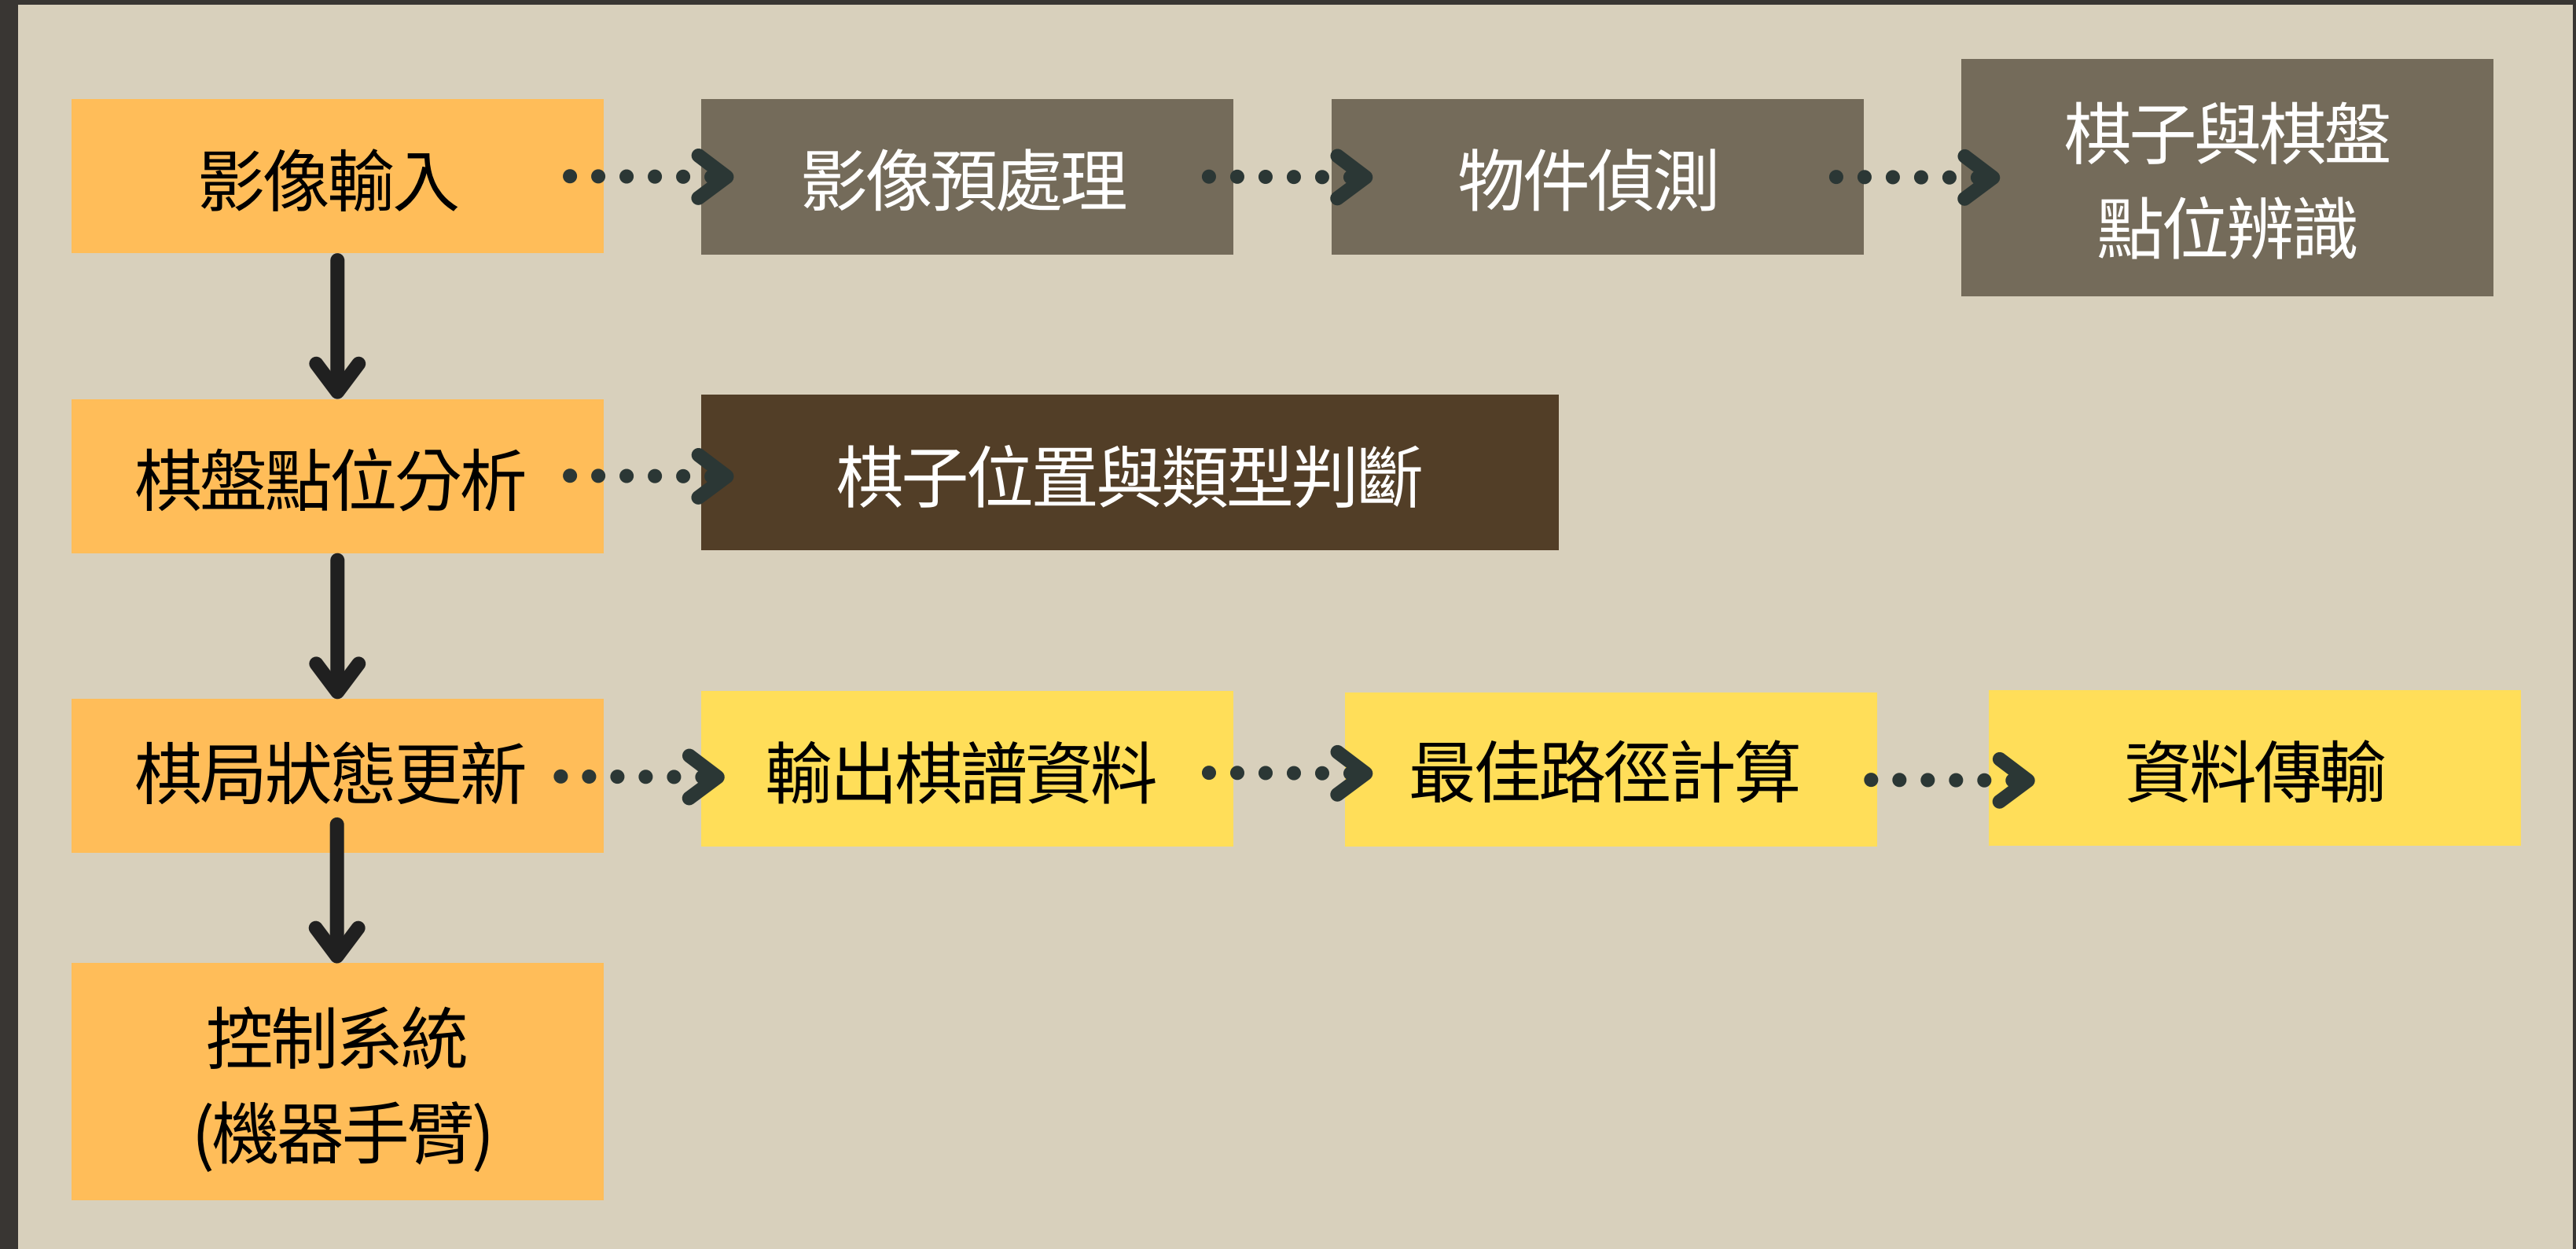 影像輸入
影像預處理
物件偵測
棋子與棋盤
點位辨識
棋盤點位分析
棋子位置與類型判斷
棋局狀態更新
輸出棋譜資料
最佳路徑計算
資料傳輸
控制系統
(機器手臂)